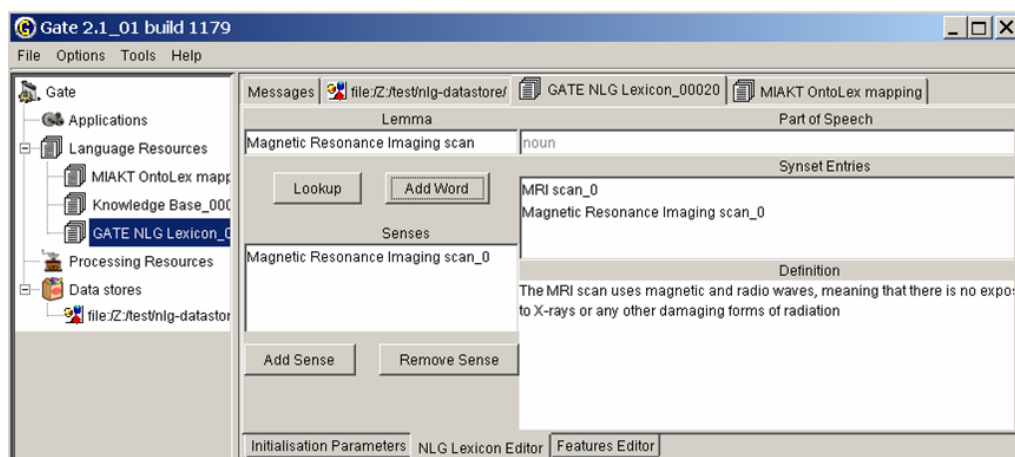 Gate 2.1_01 build 1179
File Options Tools Help
Gate
Applications
Language Resources
MIAKT OntoLex mapp
Knowledge Base_000
GATE NLG Lexicon_0
Processing Resources
Data stores
file:/Z:/test/nlg-datastor
Messages file:/Z:/test/nlg-datastore/ GATE NLG Lexicon_00020 MIAKT OntoLex mapping
Lemma
Magnetic Resonance Imaging scan
Lookup Add Word
Senses
Magnetic Resonance Imaging scan_0
Add Sense Remove Sense
Part of Speech
noun
Synset Entries
MRI scan_0
Magnetic Resonance Imaging scan_0
Definition
The MRI scan uses magnetic and radio waves, meaning that there is no expos
to X-rays or any other damaging forms of radiation
Initialisation Parameters NLG Lexicon Editor Features Editor